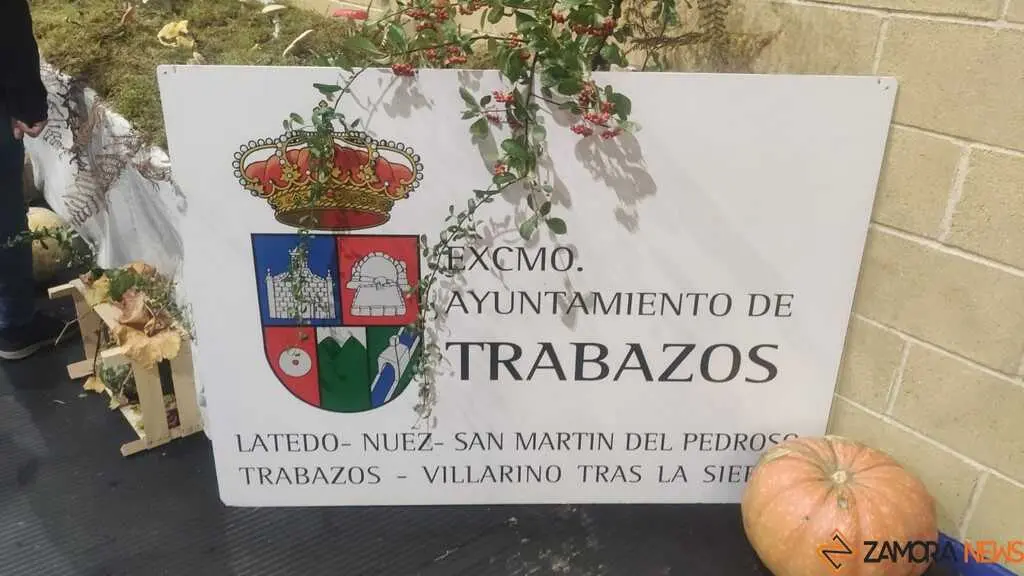 EXCMO.
AYUNTAMIENTO DE
TRABAZOS
LATEDO- NUEZ- SAN MARTIN DEL PEDROSO
TRABAZOS - VILLARINO TRAS LA
ZAMORA NEWS